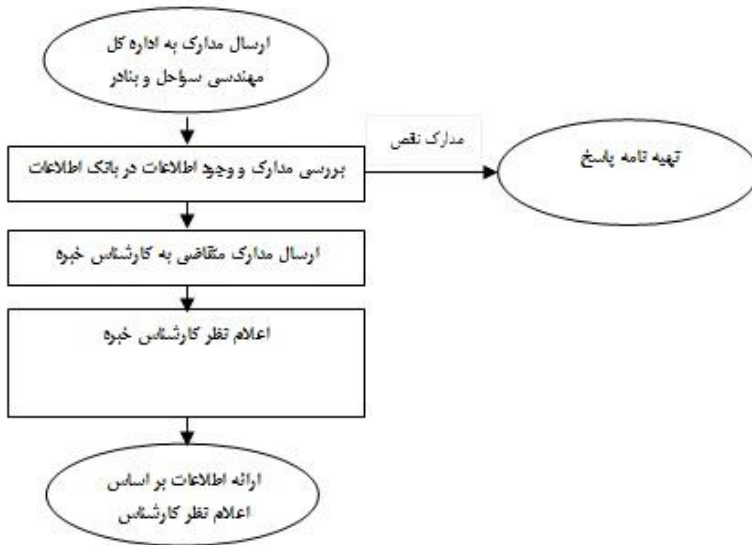 ارسال مدارک به اداره کل
مهندسی سواحل و بنادر
بررسی مدارک و وجود اطلاعات در بانک اطلاعات
مدارک نقص
تهیه نامه پاسخ
ارسال مدارک متقاضی به کارشناس خبره
اعلام نظر کارشناس خبره
ارائه اطلاعات بر اساس
اعلام نظر کارشناس